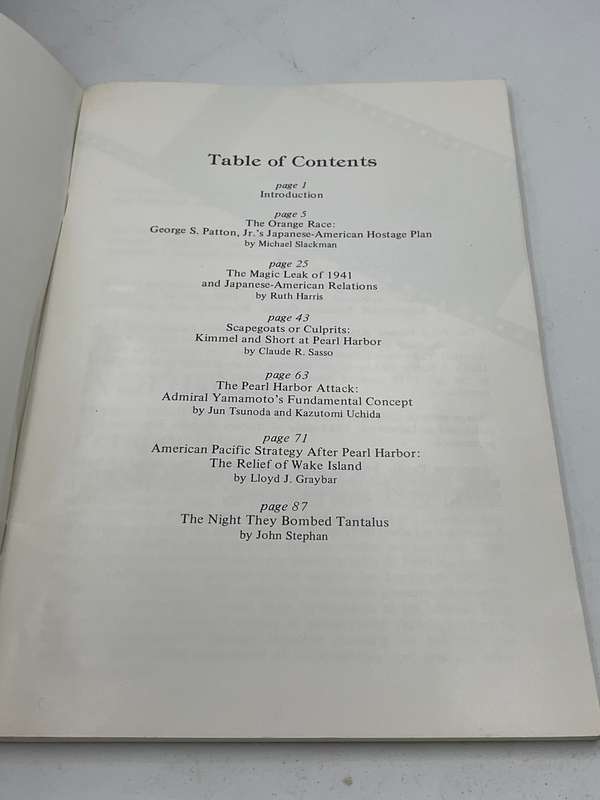 Table of Contents
page 1
Introduction
page 5
The Orange Race:
George S. Patton, Jr.'s Japanese-American Hostage Plan
by Michael Slackman
page 25
The Magic Leak of 1941
and Japanese-American Relations
by Ruth Harris
page 43
Scapegoats or Culprits:
Kimmel and Short at Pearl Harbor
by Claude R. Sasso
page 63
The Pearl Harbor Attack:
Admiral Yamamoto's Fundamental Concept
by Jun Tsunoda and Kazutomi Uchida
page 71
American Pacific Strategy After Pearl Harbor:
The Relief of Wake Island
by Lloyd J. Graybar
page 87
The Night They Bombed Tantalus
by John Stephan